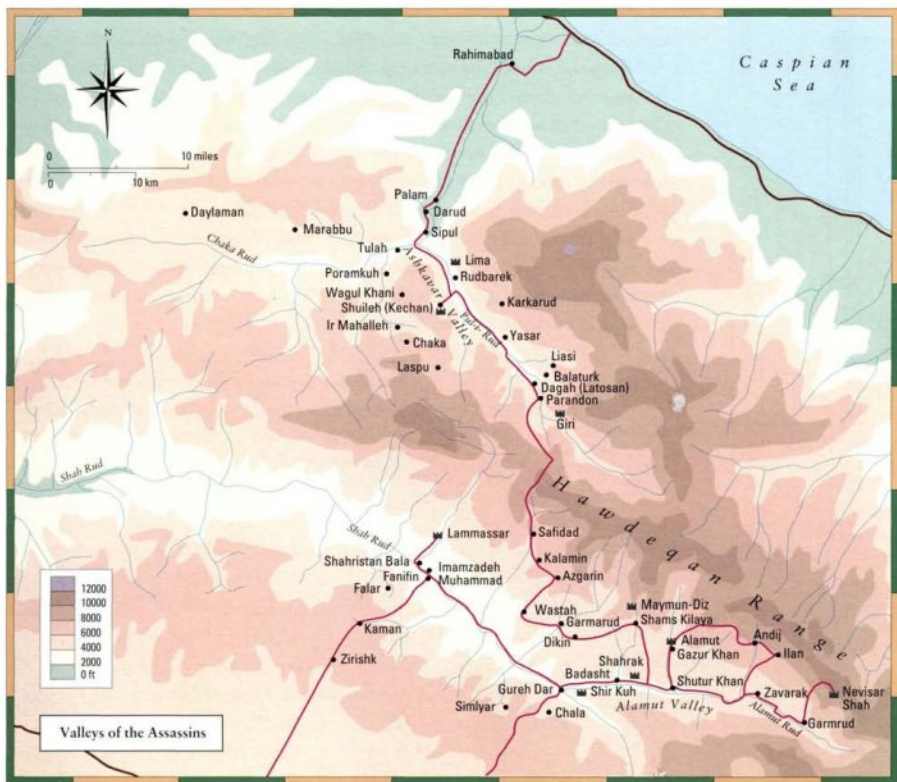 Rahimabad
Caspian
Sea
N
0 10 miles
0 10 km
Palam
Daylaman
Darud
Marabbu
Sipul
Tulah
Chaka Rud
Ashkavar
Valley
Lima
Poramkuh
Rudbarek
Wagul Khani
Karkarud
Shuileh (Kechan)
Pul-i-Rud
Ir Mahalleh
Yasar
Chaka
Liasi
Laspu
Balaturk
Dagah (Latosan)
Parandon
Giri
Shah Rud
Hawdeqan Range
Shah Rud
Lammassar
Safidad
Shahristan Bala
Kalamin
Imamzadeh
Muhammad
Fanifin
Azgarin
Falar
12000
10000
8000
6000
4000
2000
0 ft
Wastah
Maymun-Diz
Kaman
Garmarud
Shams Kilaya
Dikin
Alamut
Andij
Gazur Khan
Ilan
Zirishk
Shahrak
Badasht
Shutur Khan
Gureh Dar
Shir Kuh
Zavarak
Nevisar
Shah
Simlyar
Chala
Alamut Valley
Alamut Rud
Garmrud
Valleys of the Assassins